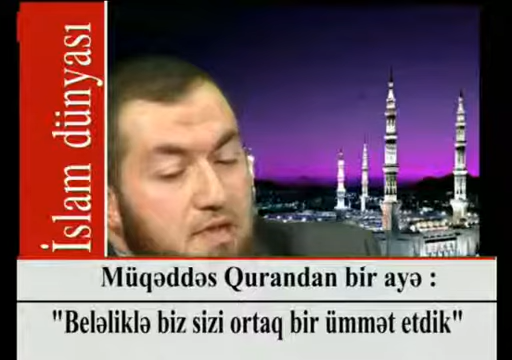 İslam dünyası
Müqəddəs Qurandan bir ayə :
"Beləliklə biz sizi ortaq bir ümmət etdik"